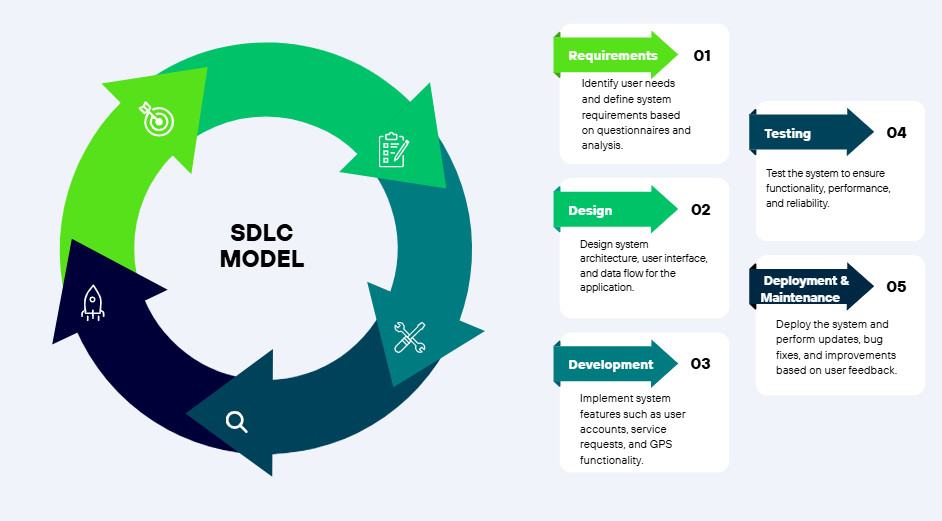 SDLC
MODEL
Requirements
01
Identify user needs
and define system
requirements based
on questionnaires and
analysis.
Design
02
Design system
architecture, user interface,
and data flow for the
application.
Development
03
Implement system
features such as user
accounts, service
requests, and GPS
functionality.
Testing
04
Test the system to ensure
functionality, performance,
and reliability.
Deployment &
Maintenance
05
Deploy the system and
perform updates, bug
fixes, and improvements
based on user feedback.